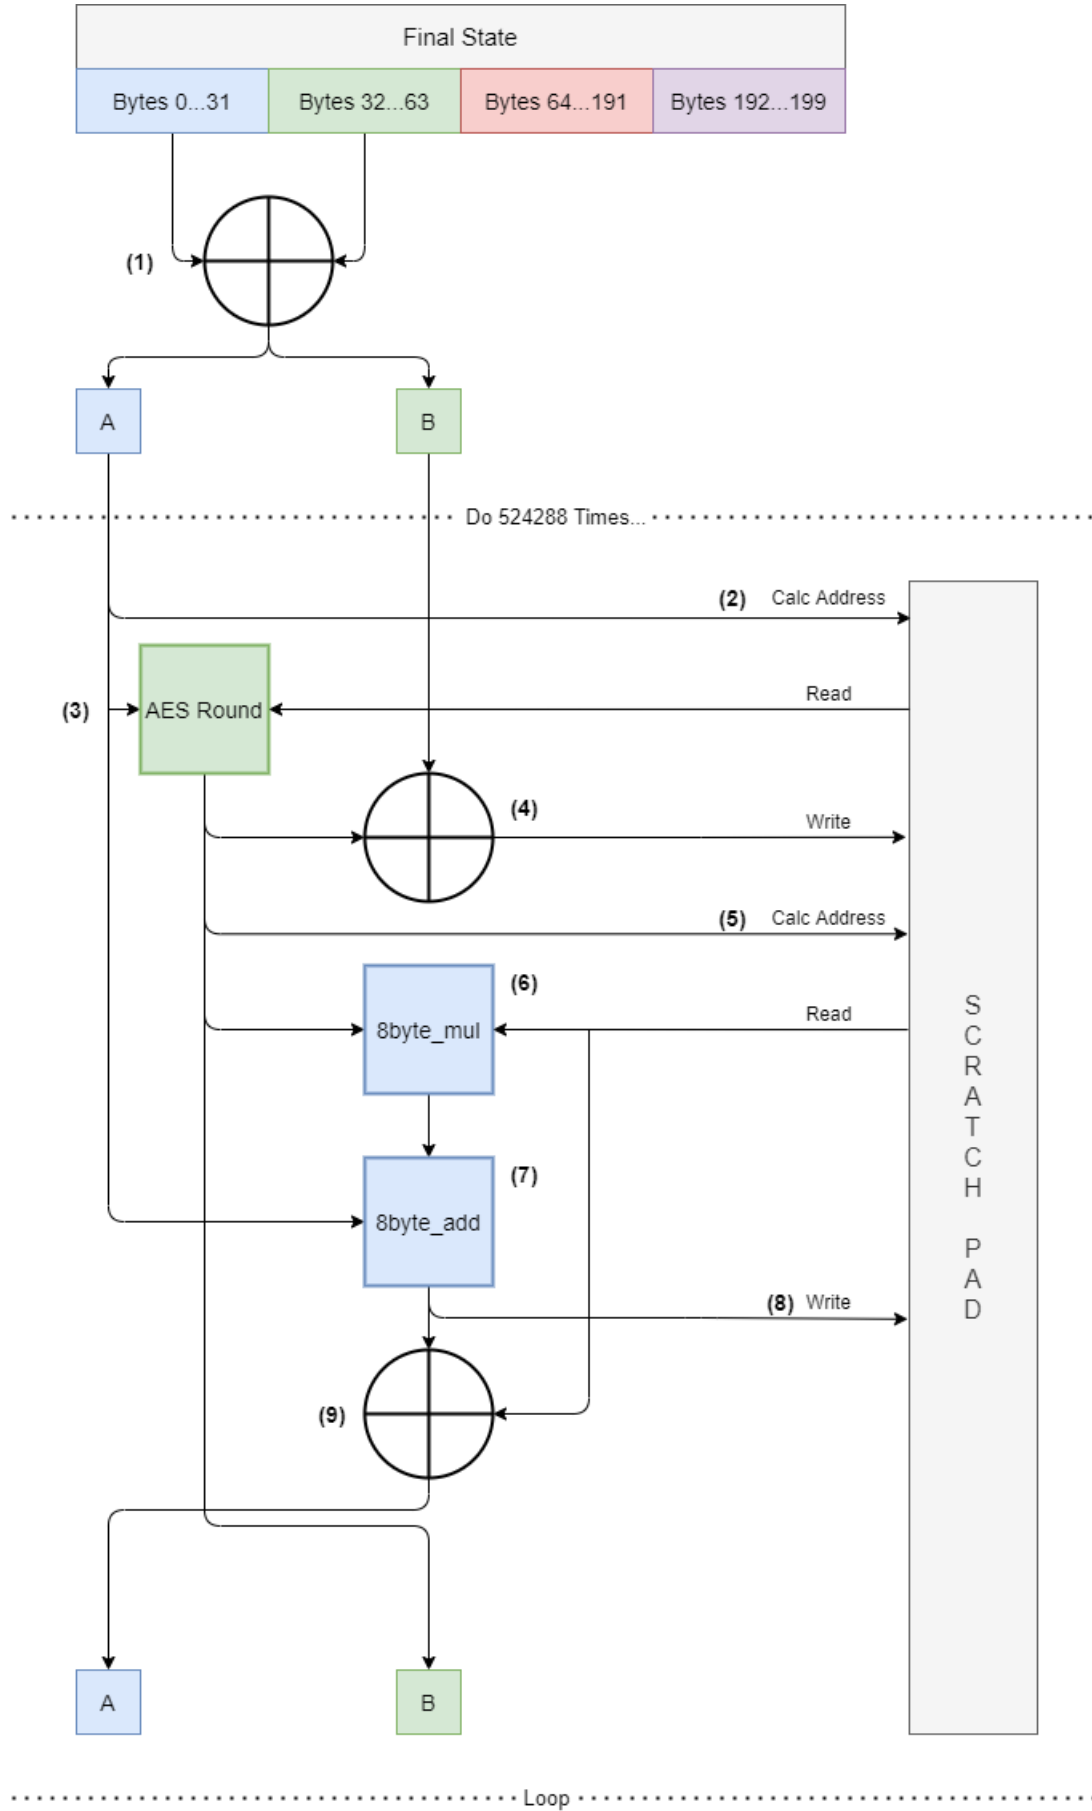 Final State
Bytes 0...31
Bytes 32...63
Bytes 64...191
Bytes 192...199
(1)
A
B
Do 524288 Times...
(2) Calc Address
(3)
AES Round
Read
(4)
Write
(5) Calc Address
(6)
8byte_mul
Read
(7)
8byte_add
(8) Write
(9)
SCRATCH PAD
A
B
Loop